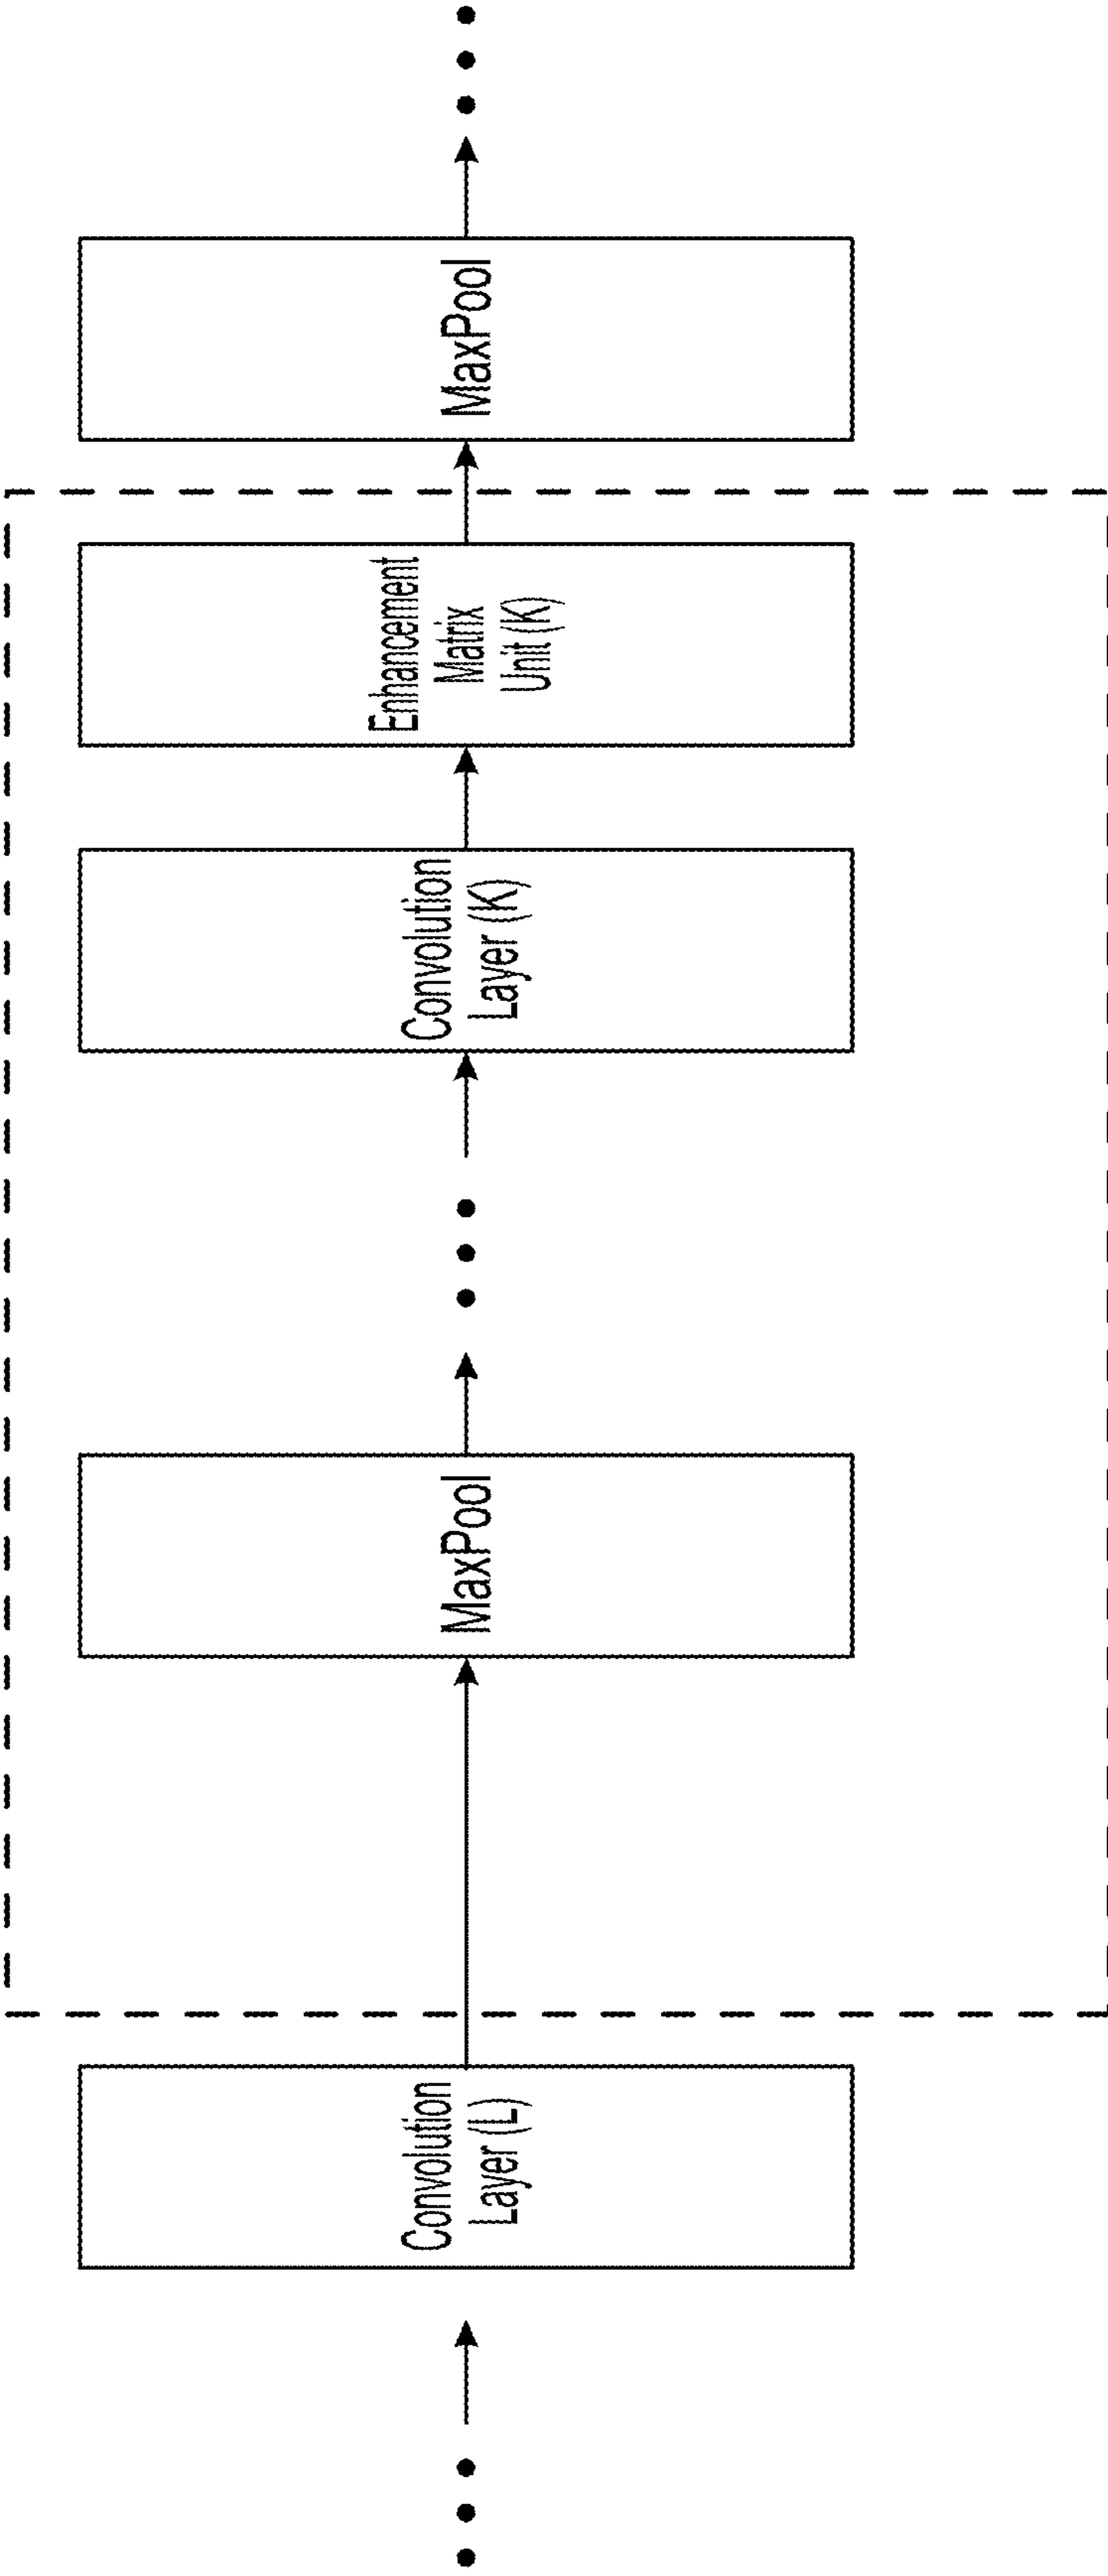 Convolution
Layer (L)
MaxPool
Convolution
Layer (K)
Enhancement
Matrix
Unit (K)
MaxPool